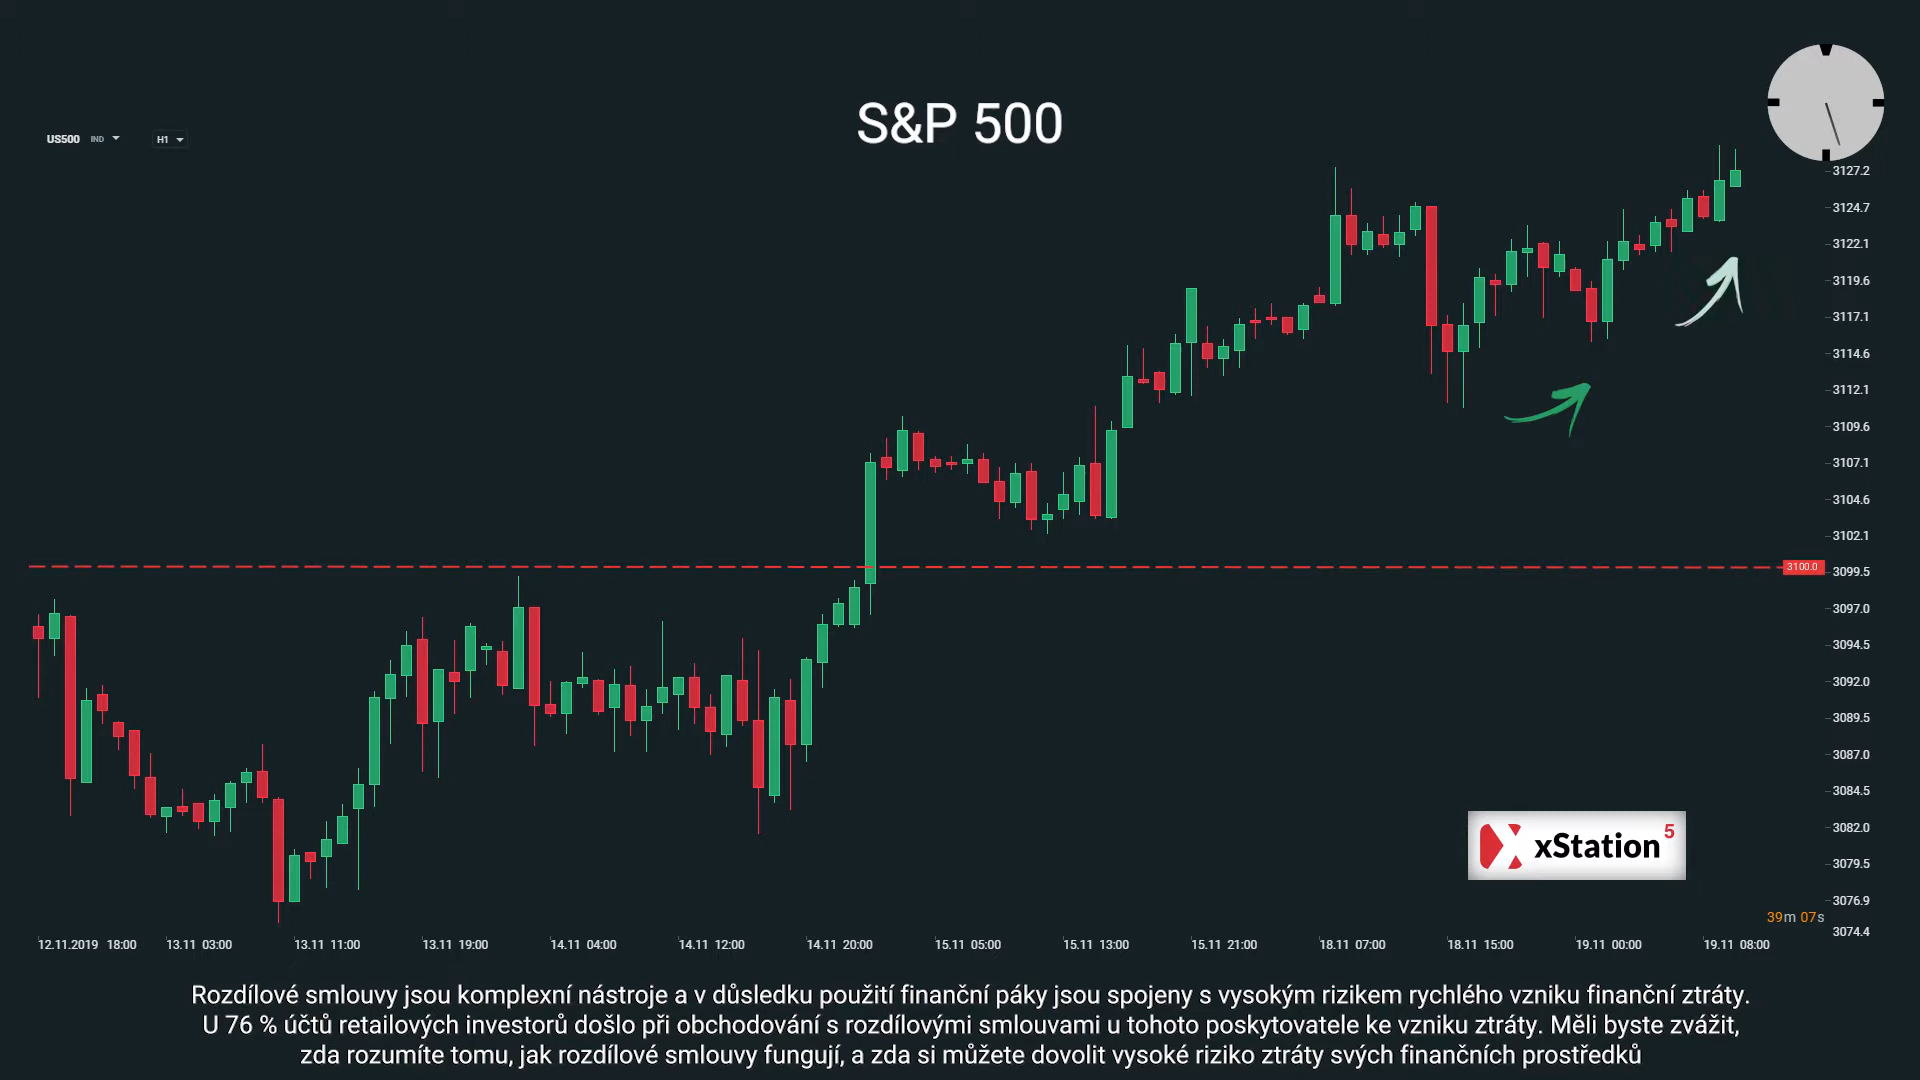 S&P 500
US500 IND H1
3127.2
3124.7
3122.1
3119.6
3117.1
3114.6
3112.1
3109.6
3107.1
3104.6
3102.1
3100.0
3099.5
3097.0
3094.5
3092.0
3089.5
3087.0
3084.5
3082.0
3079.5
3076.9
3074.4
xStation 5
39m 07s
12.11.2019 18:00 13.11 03:00 13.11 11:00 13.11 19:00 14.11 04:00 14.11 12:00 14.11 20:00 15.11 05:00 15.11 13:00 15.11 21:00 18.11 07:00 18.11 15:00 19.11 00:00 19.11 08:00
Rozdílové smlouvy jsou komplexní nástroje a v důsledku použití finanční páky jsou spojeny s vysokým rizikem rychlého vzniku finanční ztráty.
U 76 % účtů retailových investorů došlo při obchodování s rozdílovými smlouvami u tohoto poskytovatele ke vzniku ztráty. Měli byste zvážit,
zda rozumíte tomu, jak rozdílové smlouvy fungují, a zda si můžete dovolit vysoké riziko ztráty svých finančních prostředků